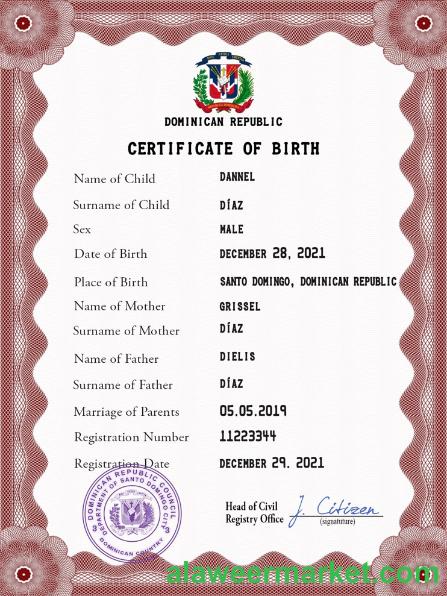 DOMINICAN REPUBLIC
CERTIFICATE OF BIRTH
Name of Child DANNEL
Surname of Child DÍAZ
Sex MALE
Date of Birth DECEMBER 28, 2021
Place of Birth SANTO DOMINGO, DOMINICAN REPUBLIC
Name of Mother GRISSEL
Surname of Mother DÍAZ
Name of Father DIELIS
Surname of Father DÍAZ
Marriage of Parents 05.05.2019
Registration Number 11223344
Registration Date DECEMBER 29. 2021
DOMINICAN REPUBLIC COUNCIL
DEPARTMENT OF SANTO DOMINGO CITY
DOMINICAN COUNTRY
Head of Civil
Registry Office
J. Citizen
(signafuture)
alaweermarket.com